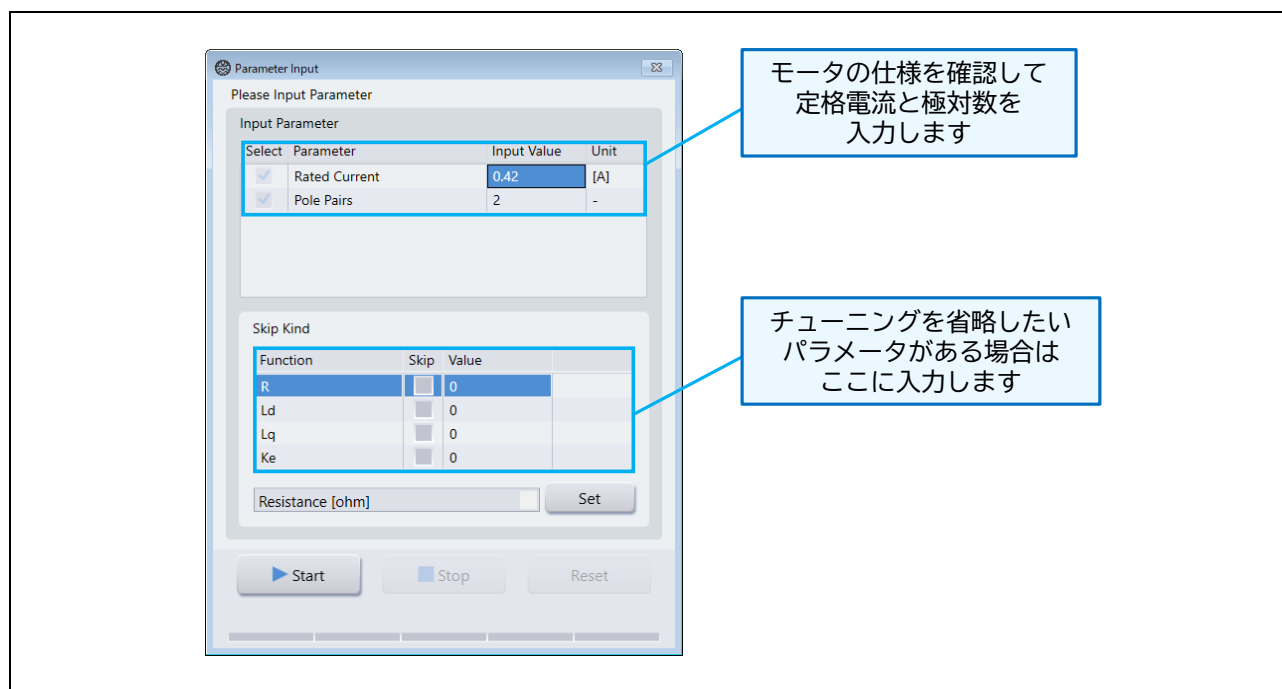 Parameter Input
Please Input Parameter
Input Parameter
Select Parameter Input Value Unit
Rated Current 0.42 [A]
Pole Pairs 2 -
Skip Kind
Function Skip Value
R 0
Ld 0
Lq 0
Ke 0
Resistance [ohm] Set
Start Stop Reset
モータの仕様を確認して
定格電流と極対数を
入力します
チューニングを省略したい
パラメータがある場合は
ここに入力します